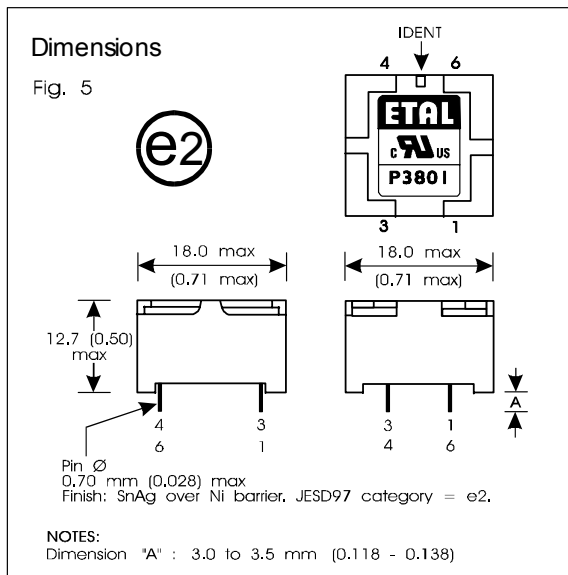 Dimensions
Fig. 5
e2
IDENT
4 6
ETAL
c RU US
P3801
3 1
18.0 max
(0.71 max)
18.0 max
(0.71 max)
12.7 (0.50)
max
A
4 3
6 1
3 1
4 6
Pin Ø
0.70 mm (0.028) max
Finish: SnAg over Ni barrier. JESD97 category = e2.
NOTES:
Dimension "A" : 3.0 to 3.5 mm (0.118 - 0.138)